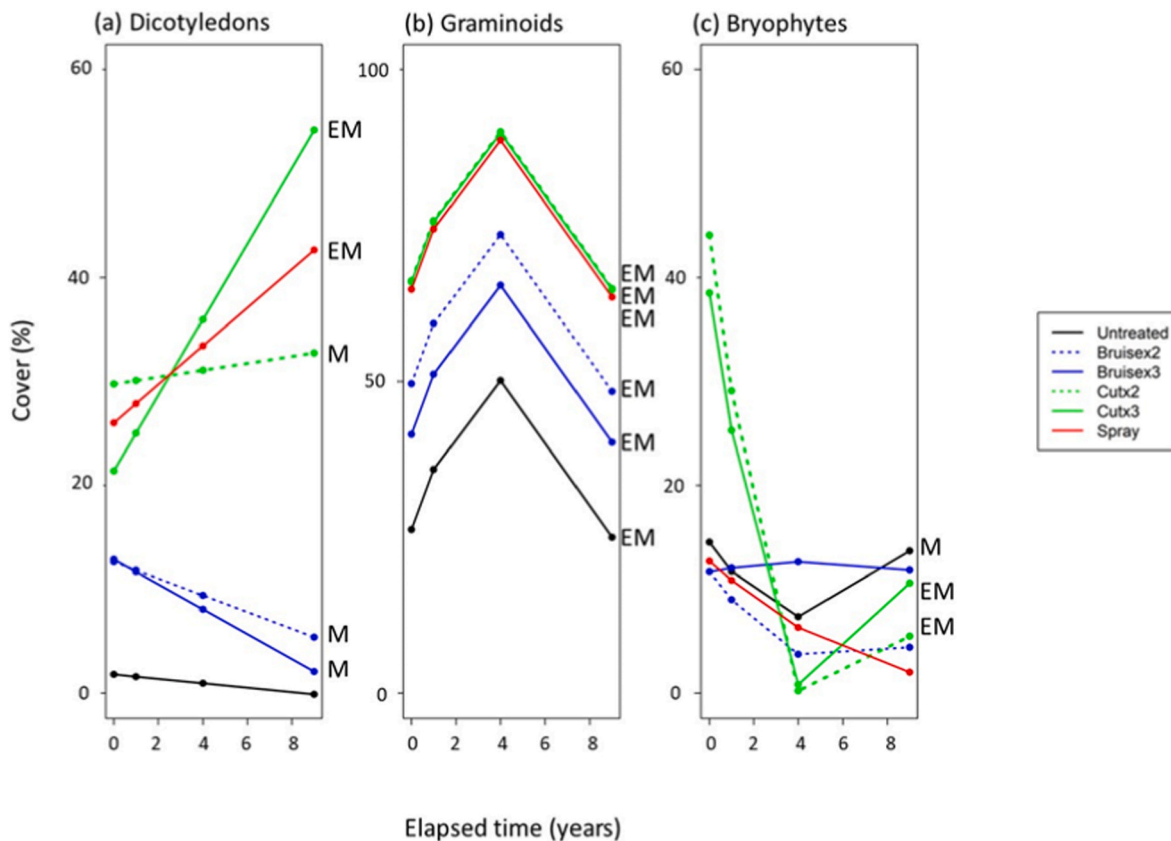 (a) Dicotyledons
(b) Graminoids
(c) Bryophytes
60
40
20
0
EM
EM
M
M
M
0 2 4 6 8
100
50
0
EM
EM
EM
EM
EM
EM
0 2 4 6 8
60
40
20
0
M
EM
EM
0 2 4 6 8
Cover (%)
Elapsed time (years)
Untreated
Bruisex2
Bruisex3
Cutx2
Cutx3
Spray